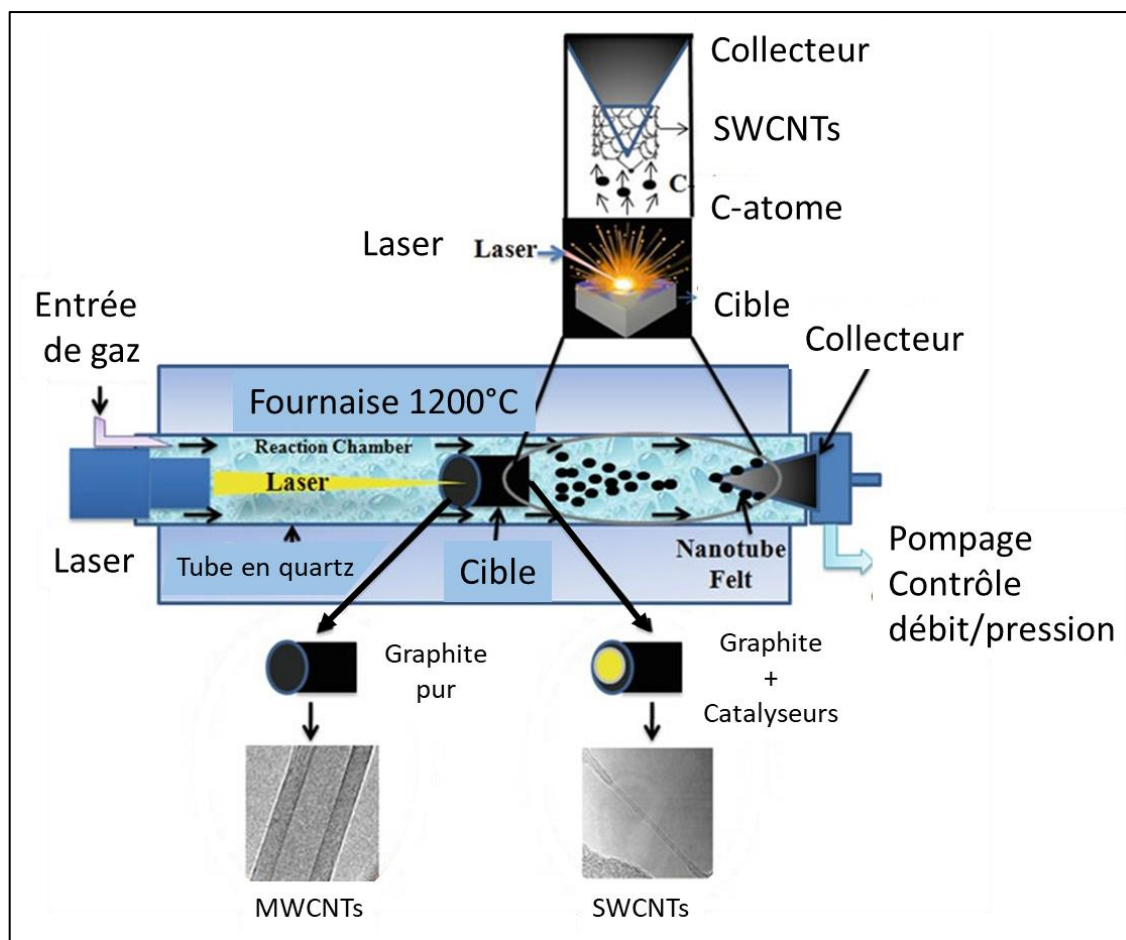 Collecteur
SWCNTs
C-
C-atome
Laser
Laser
Cible
Entrée
de gaz
Collecteur
Fournaise 1200°C
Reaction Chamber
Laser
Laser
Tube en quartz
Cible
Nanotube
Felt
Pompage
Contrôle
débit/pression
Graphite
pur
Graphite
+
Catalyseurs
MWCNTs
SWCNTs